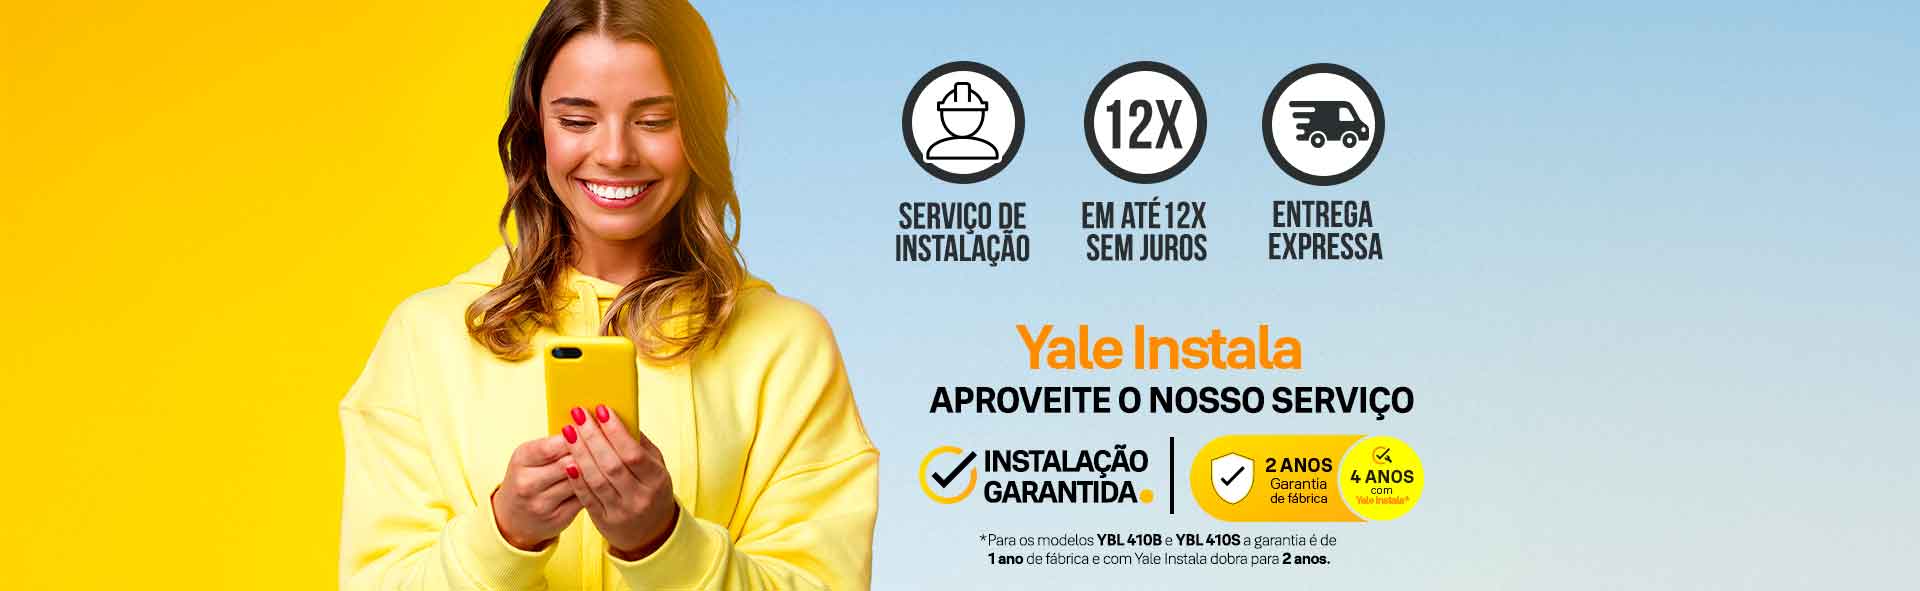 12X
SERVIÇO DE
INSTALAÇÃO
EM ATÉ 12X
SEM JUROS
ENTREGA
EXPRESSA
Yale Instala
APROVEITE O NOSSO SERVIÇO
INSTALAÇÃO
GARANTIDA.
2 ANOS
Garantia
de fábrica
4 ANOS
com
Yale Instala*
*Para os modelos YBL 410B e YBL 410S a garantia é de
1 ano de fábrica e com Yale Instala dobra para 2 anos.